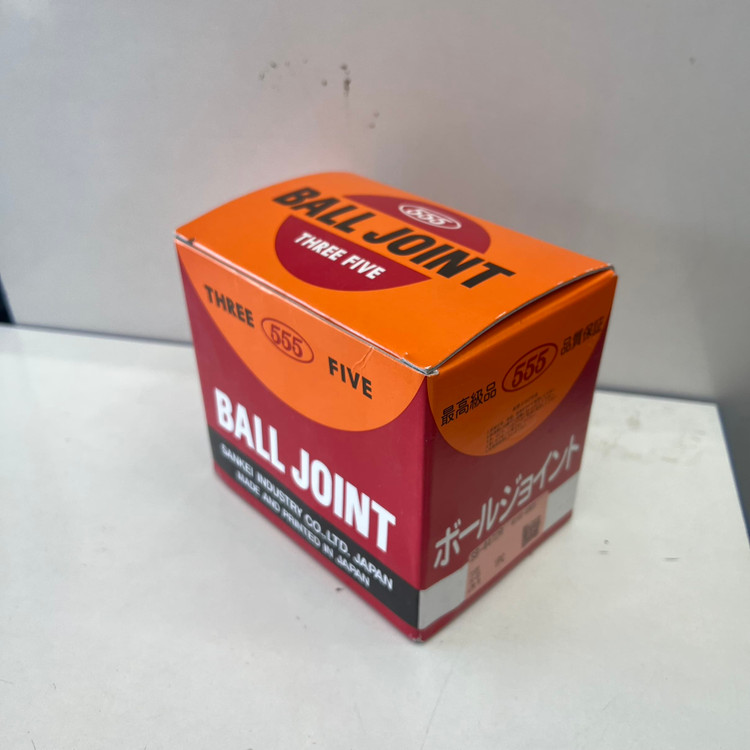 555
BALL JOINT
THREE FIVE
THREE 555 FIVE
BALL JOINT
SANKEI INDUSTRY CO.,LTD. JAPAN
MADE AND PRINTED IN JAPAN
最高級品 555 品質保証
ボールジョイント